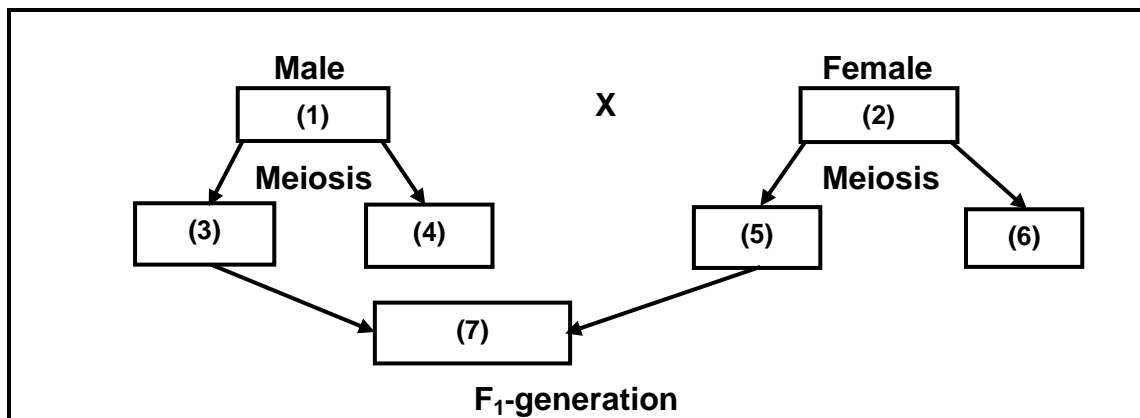 Male Female
(1) X (2)
Meiosis Meiosis
(3) (4) (5) (6)
(7)
F₁-generation